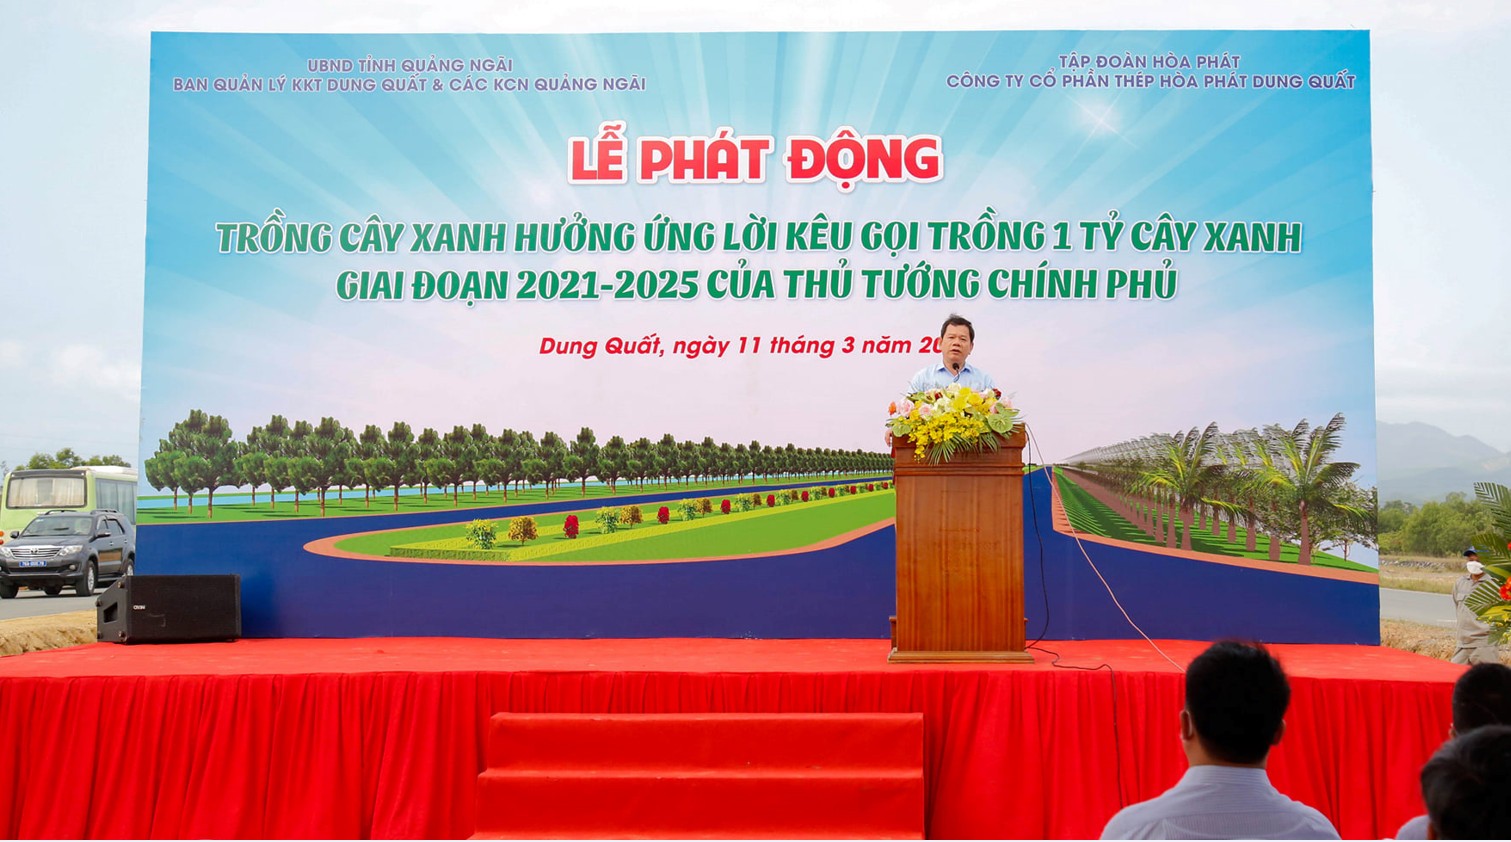 UBND TỈNH QUẢNG NGÃI
BAN QUẢN LÝ KKT DUNG QUẤT & CÁC KCN QUẢNG NGÃI
TẬP ĐOÀN HÒA PHÁT
CÔNG TY CỔ PHẦN THÉP HÒA PHÁT DUNG QUẤT
LỄ PHÁT ĐỘNG
TRỒNG CÂY XANH HƯỞNG ỨNG LỜI KÊU GỌI TRỒNG 1 TỶ CÂY XANH
GIAI ĐOẠN 2021-2025 CỦA THỦ TƯỚNG CHÍNH PHỦ
Dung Quất, ngày 11 tháng 3 năm